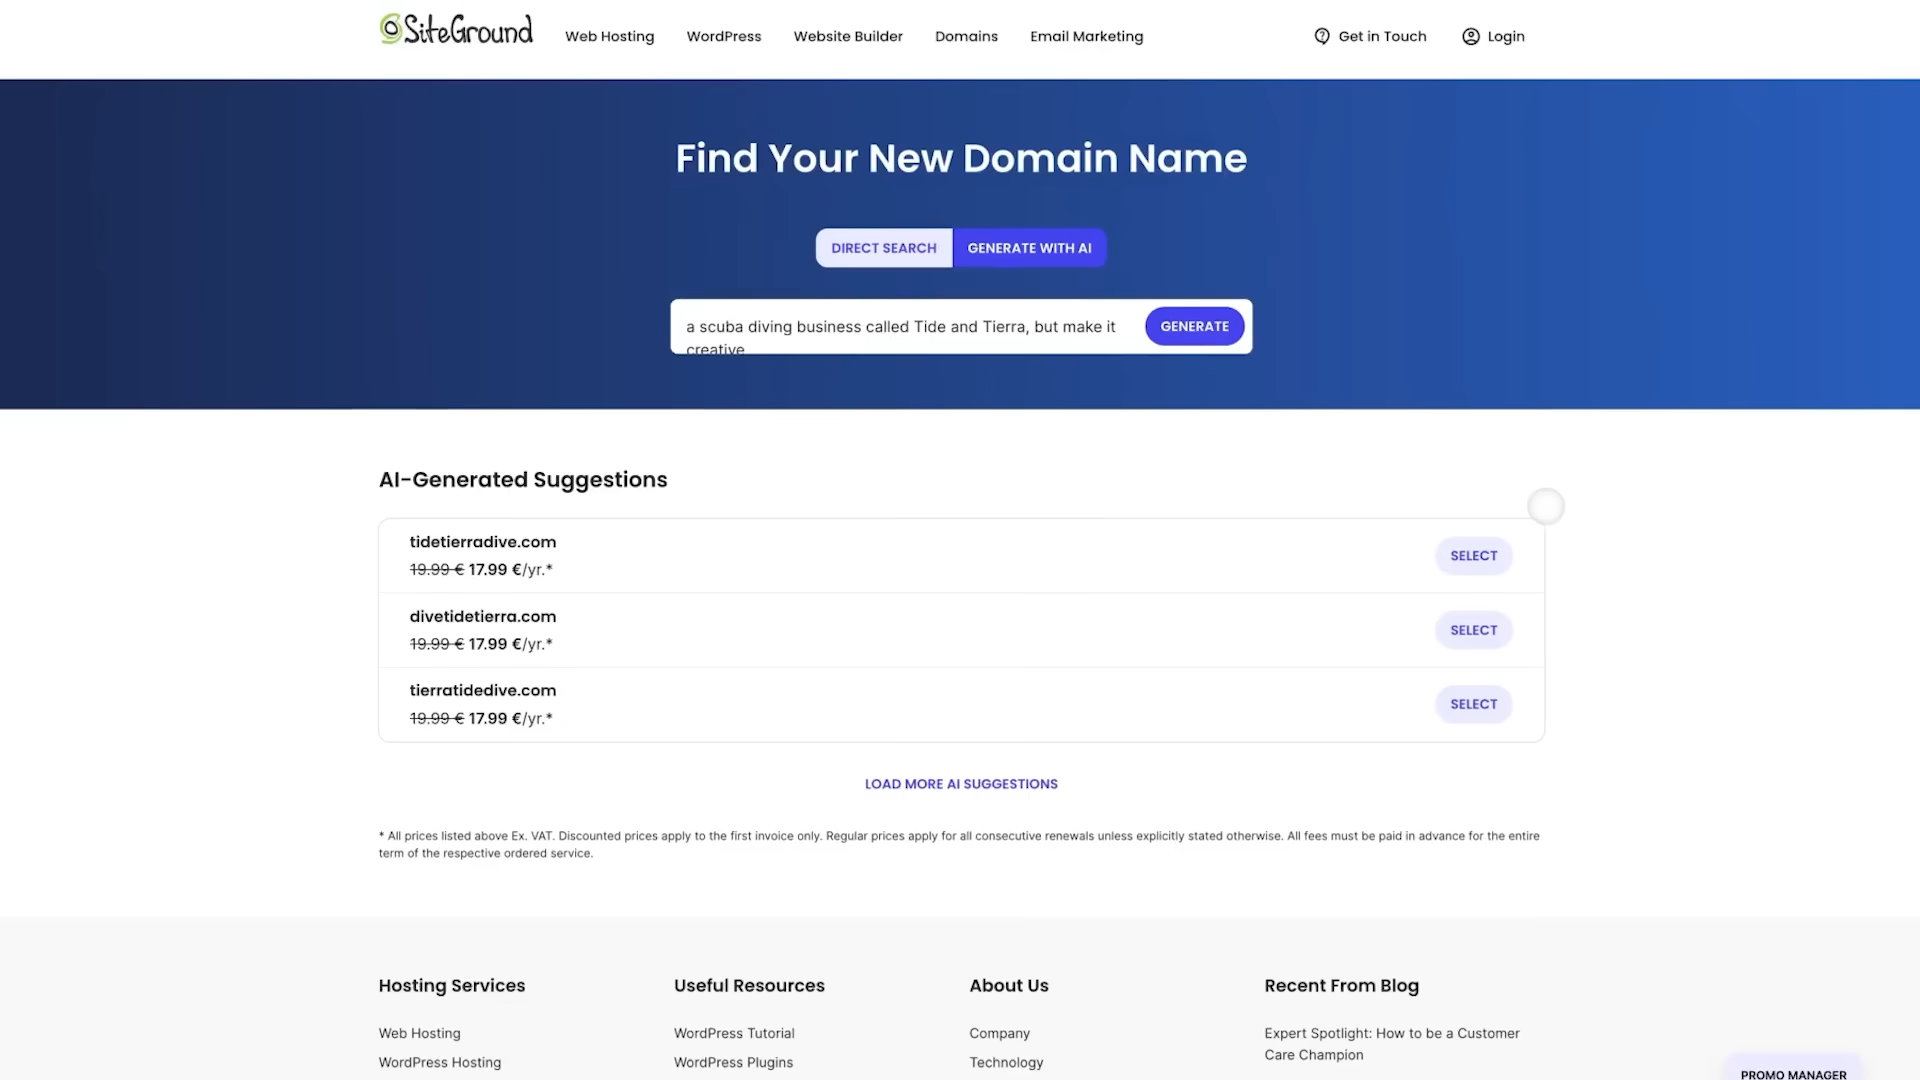 SiteGround
Web Hosting
WordPress
Website Builder
Domains
Email Marketing
Get in Touch
Login
Find Your New Domain Name
DIRECT SEARCH
GENERATE WITH AI
a scuba diving business called Tide and Tierra, but make it
creative
GENERATE
AI-Generated Suggestions
tidetierradive.com
19.99 € 17.99 €/yr.*
SELECT
divetidetierra.com
19.99 € 17.99 €/yr.*
SELECT
tierratidedive.com
19.99 € 17.99 €/yr.*
SELECT
LOAD MORE AI SUGGESTIONS
* All prices listed above Ex. VAT. Discounted prices apply to the first invoice only. Regular prices apply for all consecutive renewals unless explicitly stated otherwise. All fees must be paid in advance for the entire
term of the respective ordered service.
Hosting Services
Web Hosting
WordPress Hosting
Useful Resources
WordPress Tutorial
WordPress Plugins
About Us
Company
Technology
Recent From Blog
Expert Spotlight: How to be a Customer
Care Champion
PROMO MANAGER